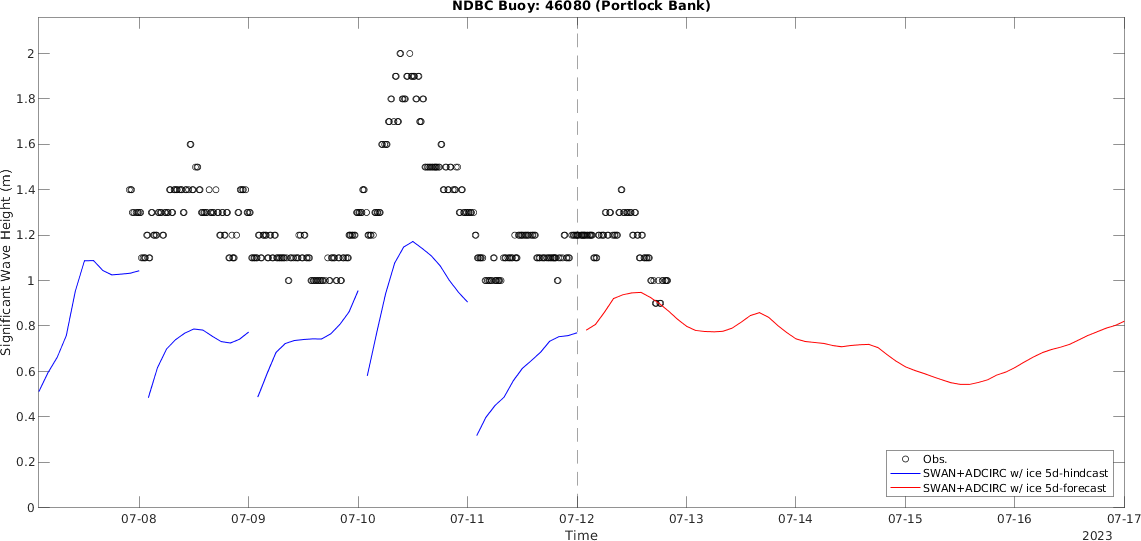 NDBC Buoy: 46080 (Portlock Bank)
Significant Wave Height (m)
2
1.8
1.6
1.4
1.2
1
0.8
0.6
0.4
0.2
0
Obs.
SWAN+ADCIRC w/ ice 5d-hindcast
SWAN+ADCIRC w/ ice 5d-forecast
07-08 07-09 07-10 07-11 07-12 07-13 07-14 07-15 07-16 07-17
Time
2023